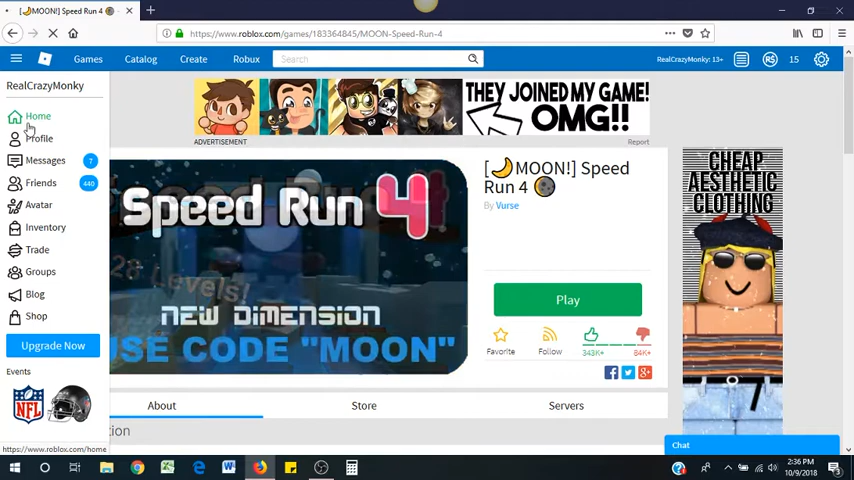 [🌙MOON!] Speed Run 4 🌘
https://www.roblox.com/games/183364845/MOON-Speed-Run-4
Games
Catalog
Create
Robux
Search
RealCrazyMonky: 13+
R$
15
RealCrazyMonky
Home
Profile
Messages 7
Friends 440
Avatar
Inventory
Trade
Groups
Blog
Shop
Upgrade Now
Events
NFL
https://www.roblox.com/home
THEY JOINED MY GAME!
OMG!!
ADVERTISEMENT
Report
Speed Run 4
28 Levels!
NEW DIMENSION
USE CODE "MOON"
[🌙MOON!] Speed
Run 4 🌘
By Vurse
Play
Favorite
Follow
343K+
84K+
About
Store
Servers
CHEAP
AESTHETIC
CLOTHING
Chat
2:36 PM
10/9/2018